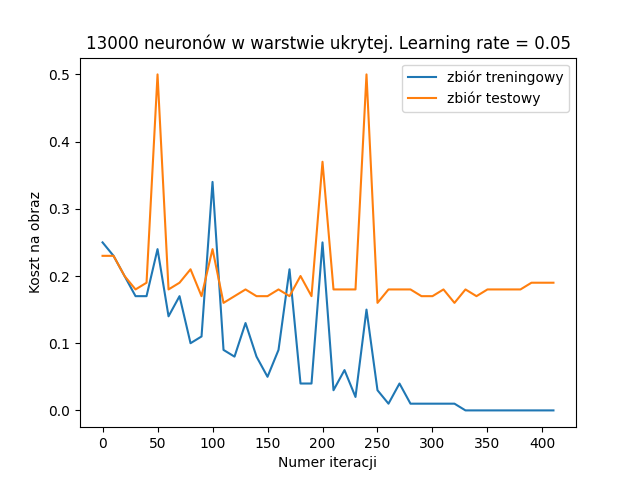 13000 neuronów w warstwie ukrytej. Learning rate = 0.05
zbiór treningowy
zbiór testowy
Koszt na obraz
0.5
0.4
0.3
0.2
0.1
0.0
0 50 100 150 200 250 300 350 400
Numer iteracji